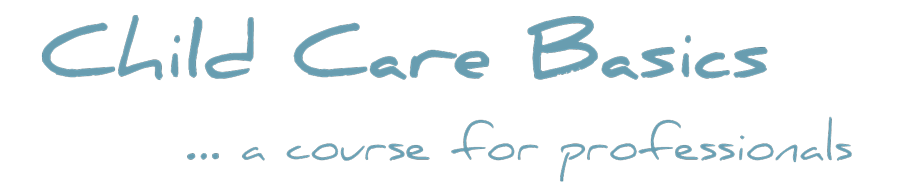 Child Care Basics
... a course for professionals